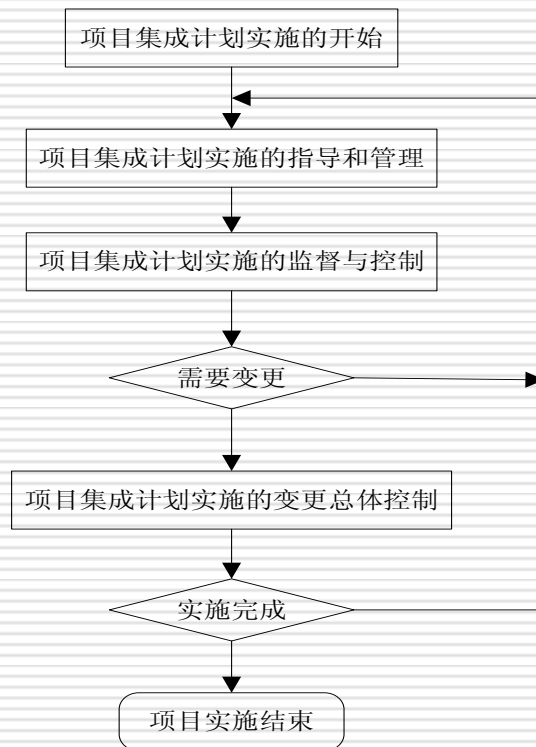 项目集成计划实施的开始
项目集成计划实施的指导和管理
项目集成计划实施的监督与控制
需要变更
项目集成计划实施的变更总体控制
实施完成
项目实施结束